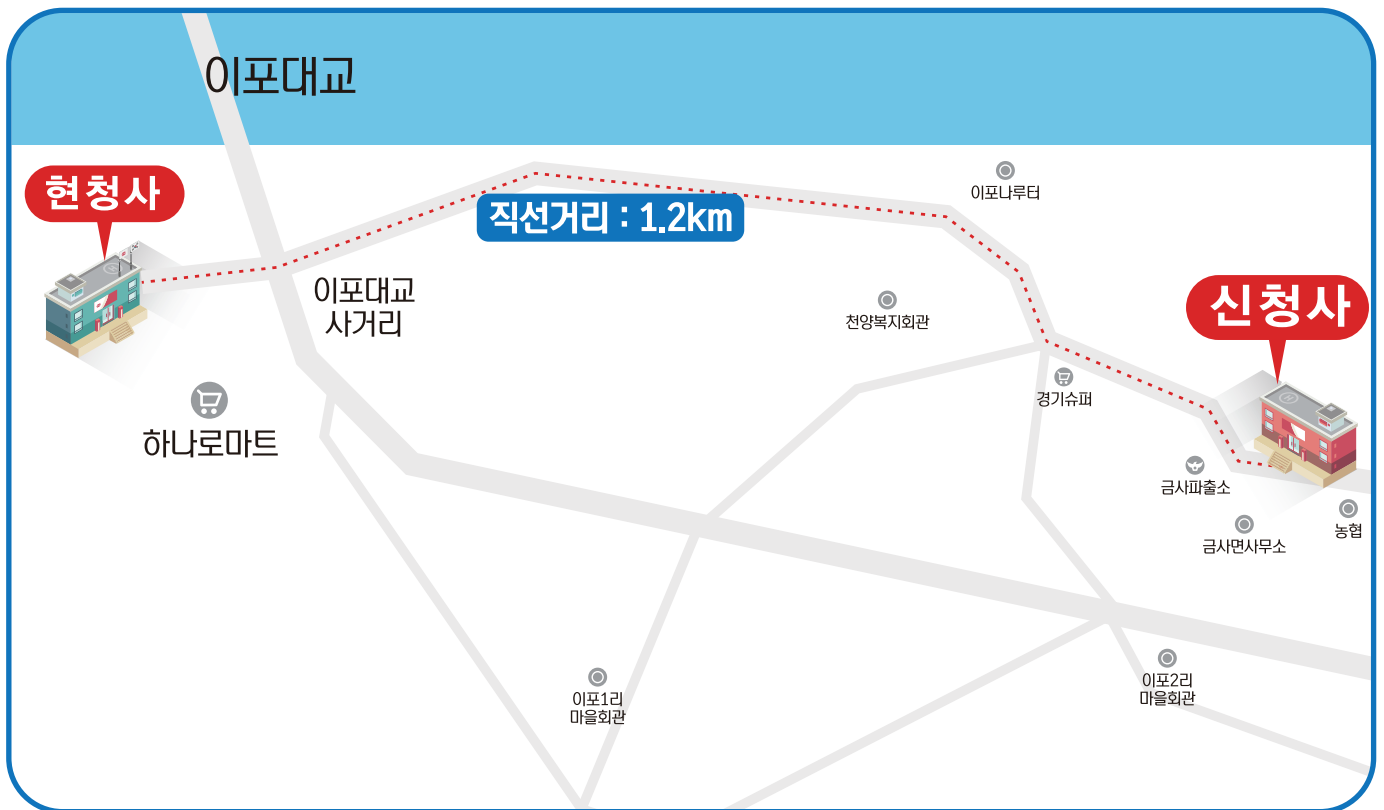 이포대교
현청사
직선거리 : 1.2km
이포나루터
이포대교
사거리
천양복지회관
신청사
경기슈퍼
하나로마트
금사파출소
금사면사무소
농협
이포1리
마을회관
이포2리
마을회관